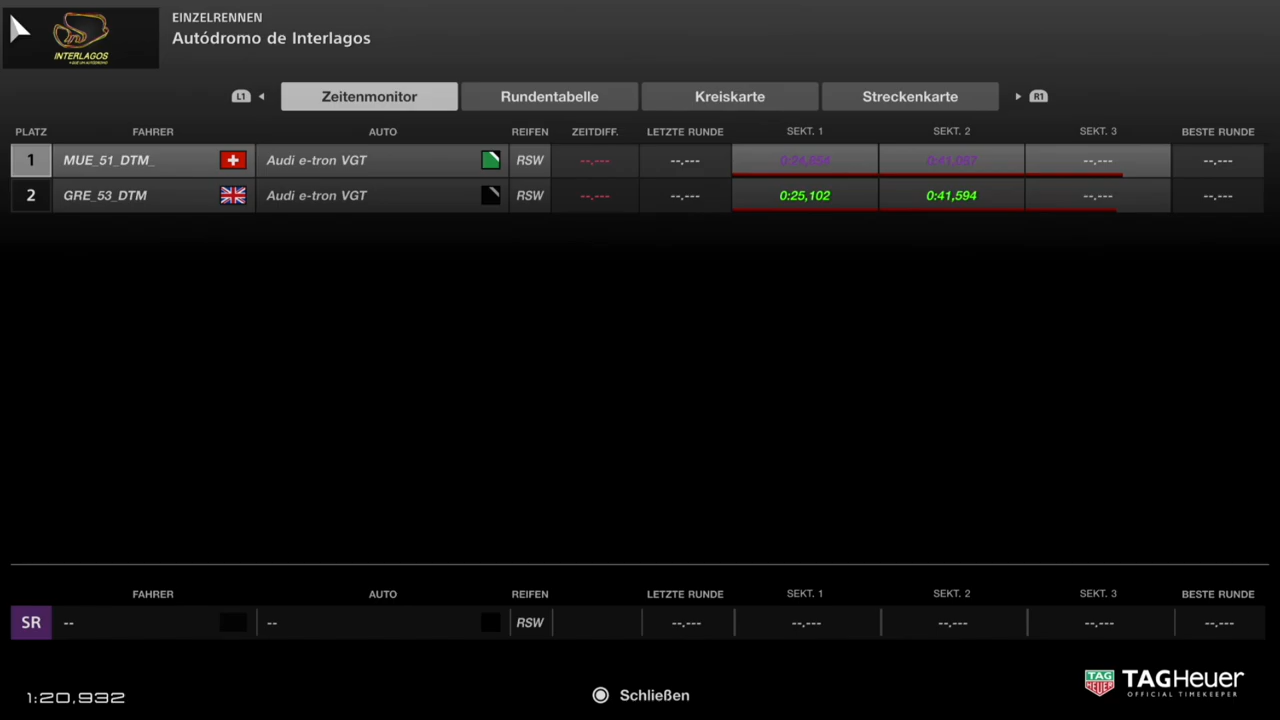 EINZELRENNEN
Autódromo de Interlagos
INTERLAGOS
L1 Zeitenmonitor Rundentabelle Kreiskarte Streckenkarte R1
PLATZ FAHRER AUTO REIFEN ZEITDIFF. LETZTE RUNDE SEKT. 1 SEKT. 2 SEKT. 3 BESTE RUNDE
1 MUE_51_DTM_ Audi e-tron VGT RSW --,--- --,--- --,--- --,---
2 GRE_53_DTM Audi e-tron VGT RSW --,--- --,--- 0:25,102 0:41,594 --,--- --,---
FAHRER AUTO REIFEN LETZTE RUNDE SEKT. 1 SEKT. 2 SEKT. 3 BESTE RUNDE
SR -- -- RSW --,--- --,--- --,--- --,--- --,---
1:20,932
Schließen
TAG HEUER
TAGHeuer
OFFICIAL TIMEKEEPER